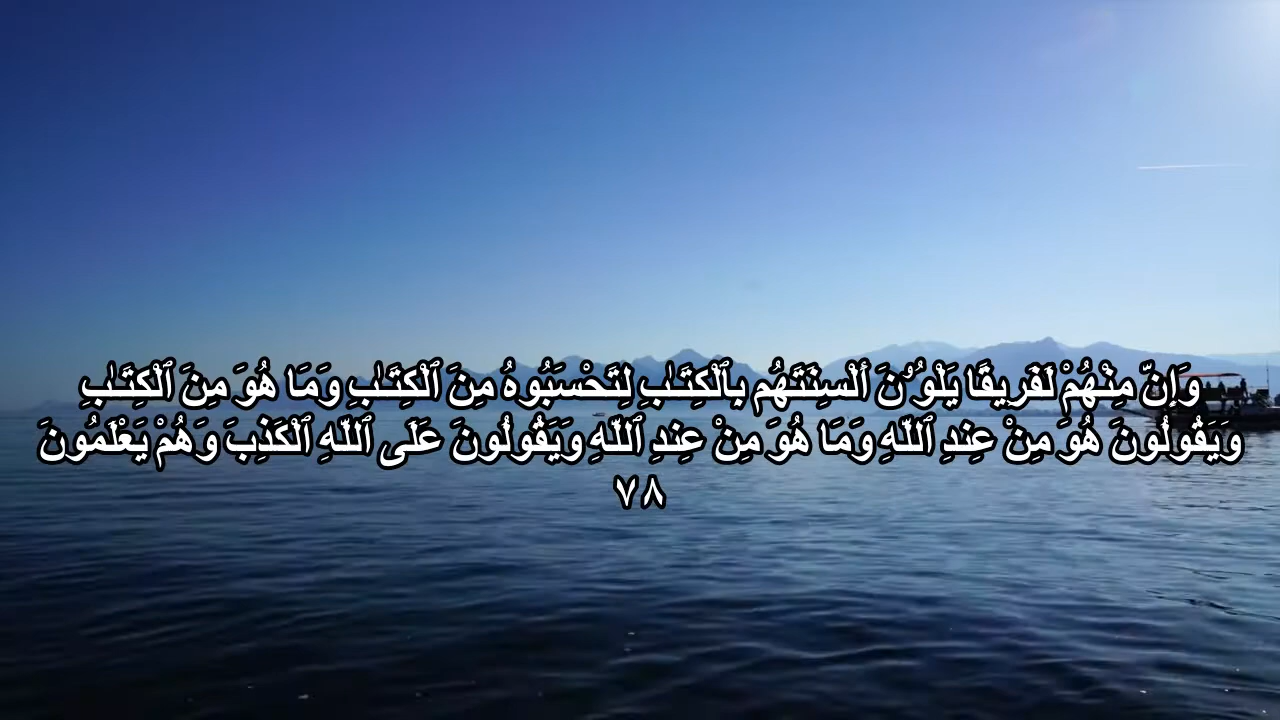 وَإِنَّ مِنْهُمْ لَفَرِيقًا يَلْوُۥنَ أَلْسِنَتَهُم بِٱلْكِتَـٰبِ لِتَحْسَبُوهُ مِنَ ٱلْكِتَـٰبِ وَمَا هُوَ مِنَ ٱلْكِتَـٰبِ
وَيَقُولُونَ هُوَ مِنْ عِندِ ٱللَّهِ وَمَا هُوَ مِنْ عِندِ ٱللَّهِ وَيَقُولُونَ عَلَى ٱللَّهِ ٱلْكَذِبَ وَهُمْ يَعْلَمُونَ
٧٨